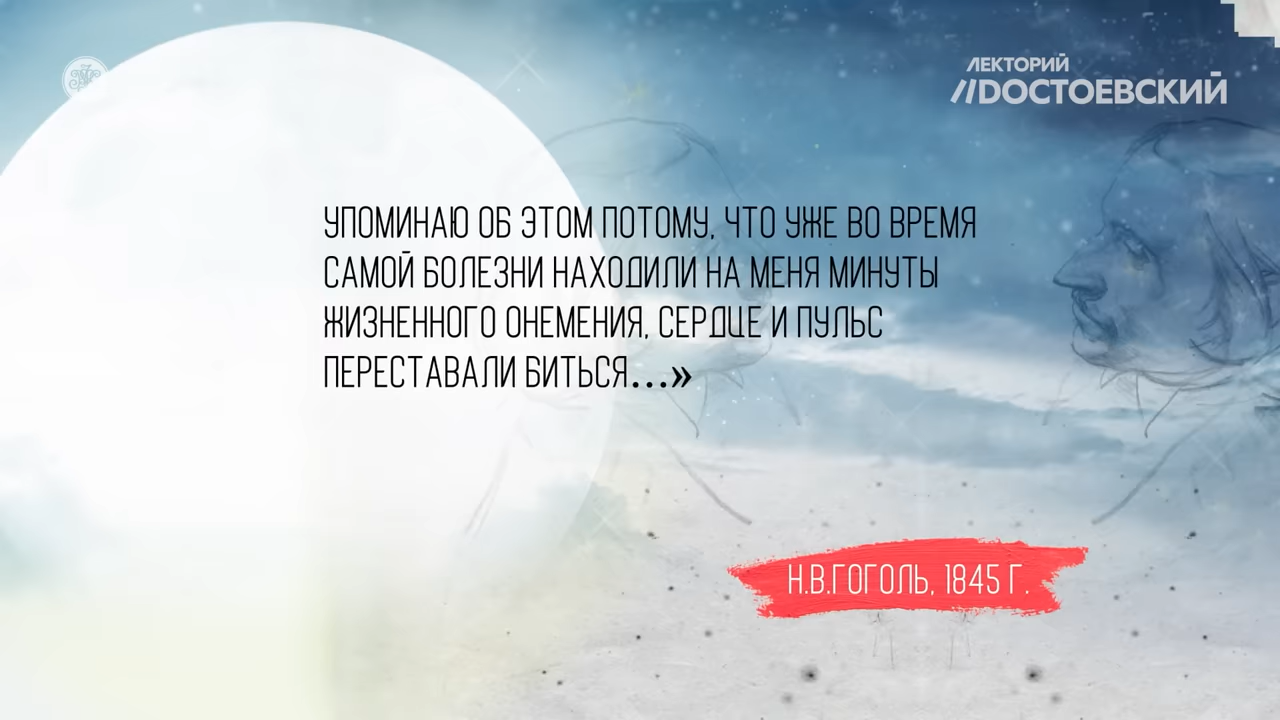 ЛЕКТОРИЙ
//DОСТОЕВСКИЙ
УПОМИНАЮ ОБ ЭТОМ ПОТОМУ, ЧТО УЖЕ ВО ВРЕМЯ
САМОЙ БОЛЕЗНИ НАХОДИЛИ НА МЕНЯ МИНУТЫ
ЖИЗНЕННОГО ОНЕМЕНИЯ, СЕРДЦЕ И ПУЛЬС
ПЕРЕСТАВАЛИ БИТЬСЯ...»
Н.В.ГОГОЛЬ, 1845 Г.